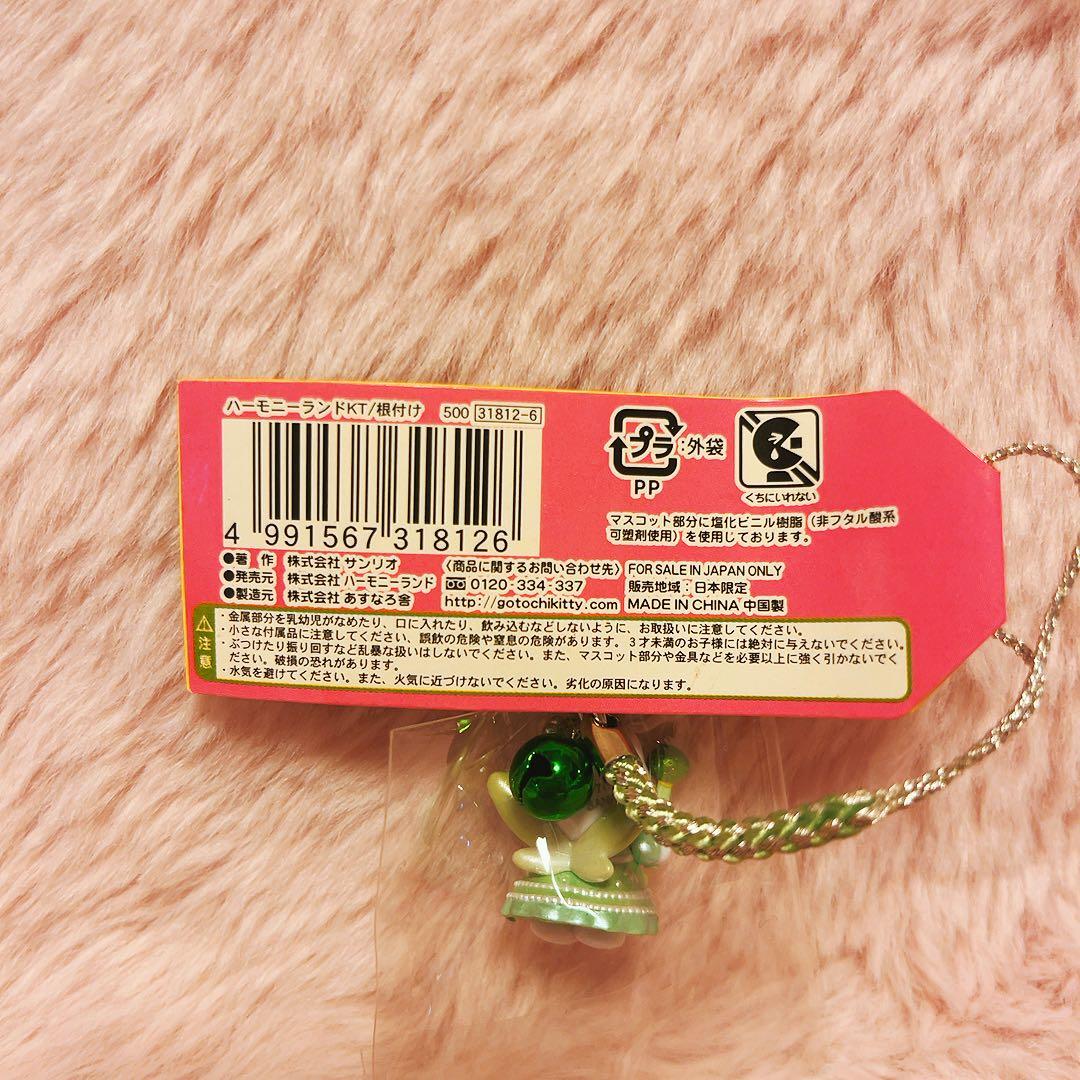 ハーモニーランドKT/根付け 500 31812-6
4 991567 318126
プラ :外袋
PP
くちにいれない
マスコット部分に塩化ビニル樹脂(非フタル酸系
可塑剤使用)を使用しております。
●著 作 株式会社 サンリオ
●発売元 株式会社 ハーモニーランド
●製造元 株式会社 あすなろ舎
〈商品に関するお問い合わせ先〉
0120-334-337
http://gotochikitty.com
FOR SALE IN JAPAN ONLY
販売地域:日本限定
MADE IN CHINA 中国製
注意
・金属部分を乳幼児がなめたり、口に入れたり、飲み込むなどしないように、お取扱いに注意してください。
・小さな付属品に注意してください、誤飲の危険や窒息の危険があります。3才未満のお子様には絶対に与えないでください。
・ぶつけたり振り回すなど乱暴な扱いはしないでください。また、マスコット部分や金具などを必要以上に強く引かないでく
ださい。破損の恐れがあります。
・水気を避けてください。また、火気に近づけないでください。劣化の原因になります。